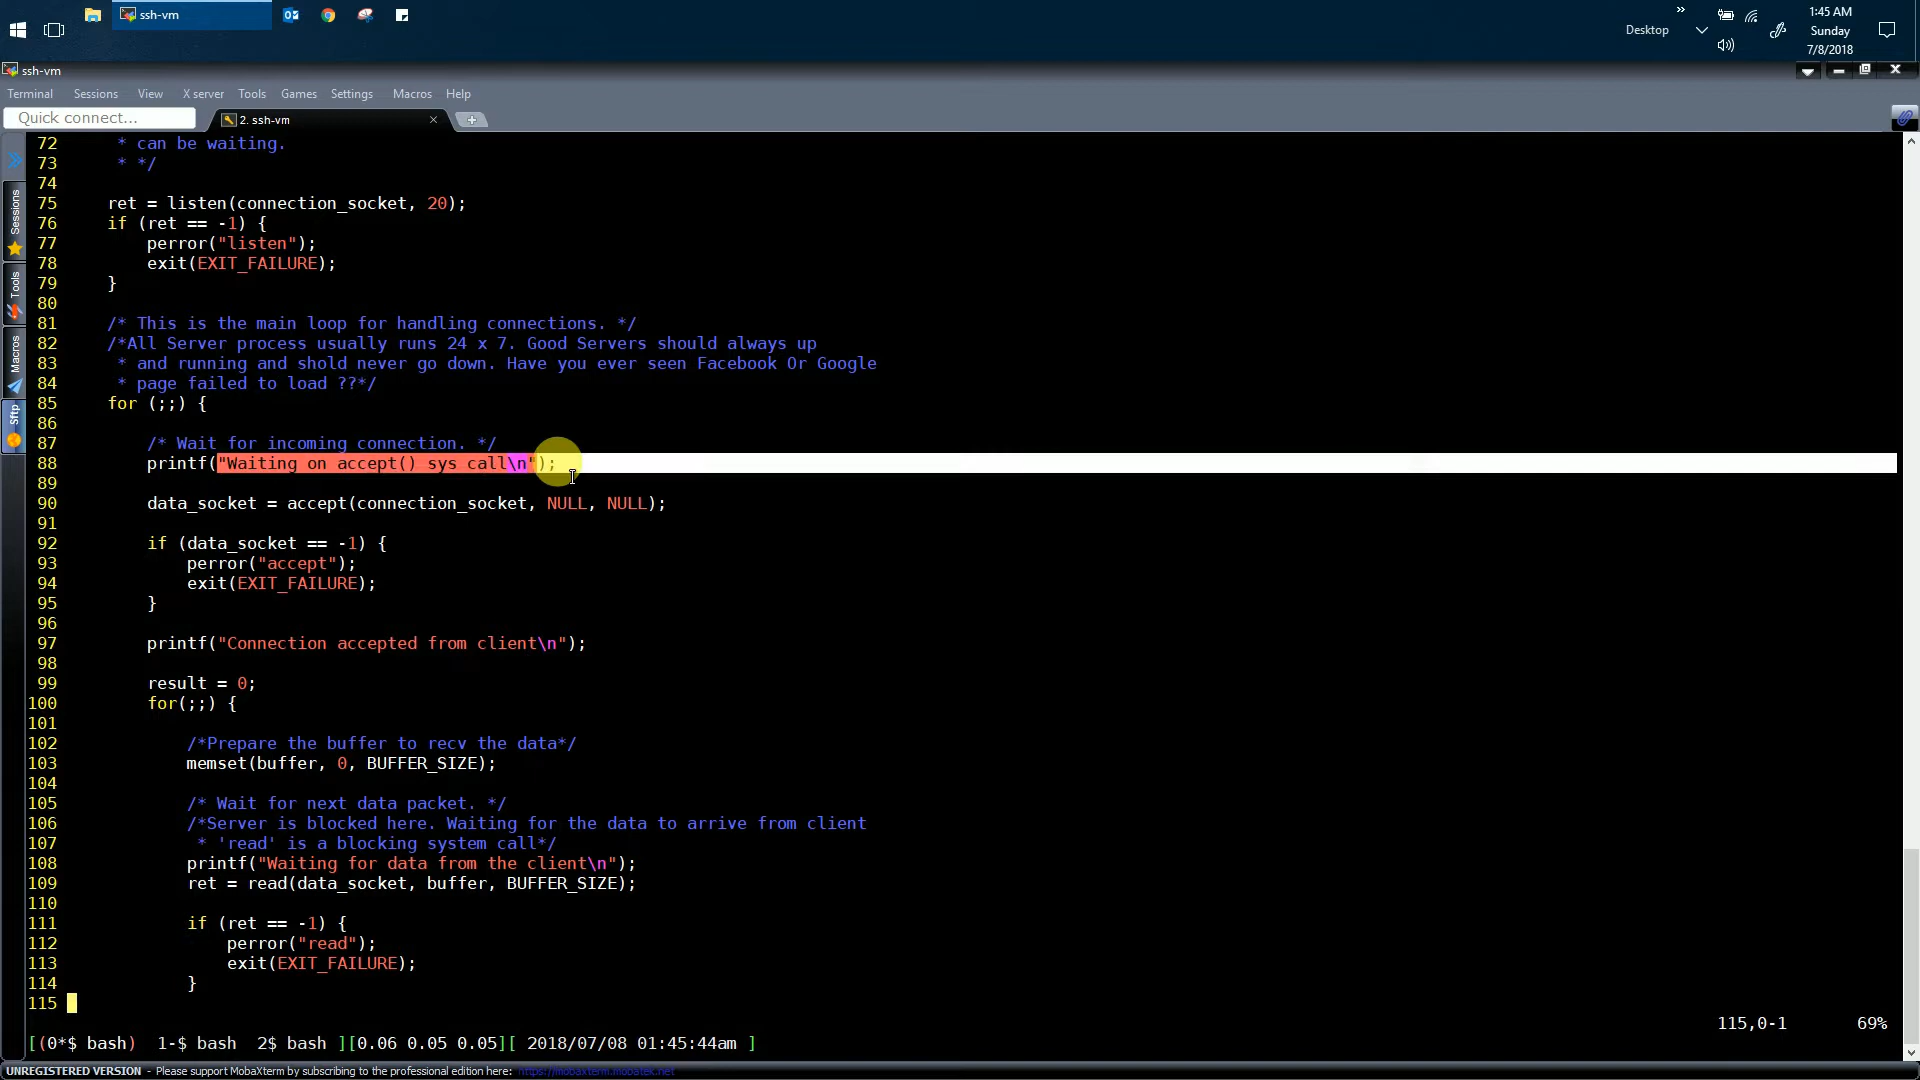 ssh-vm
Desktop
1:45 AM
Sunday
7/8/2018
ssh-vm
Terminal Sessions View X server Tools Games Settings Macros Help
Quick connect...
2. ssh-vm
Sessions
Tools
Macros
Sftp
72 * can be waiting.
73 * */
74
75 ret = listen(connection_socket, 20);
76 if (ret == -1) {
77 perror("listen");
78 exit(EXIT_FAILURE);
79 }
80
81 /* This is the main loop for handling connections. */
82 /*All Server process usually runs 24 x 7. Good Servers should always up
83 * and running and shold never go down. Have you ever seen Facebook Or Google
84 * page failed to load ??*/
85 for (;;) {
86
87 /* Wait for incoming connection. */
88 printf("Waiting on accept() sys call\n");
89
90 data_socket = accept(connection_socket, NULL, NULL);
91
92 if (data_socket == -1) {
93 perror("accept");
94 exit(EXIT_FAILURE);
95 }
96
97 printf("Connection accepted from client\n");
98
99 result = 0;
100 for(;;) {
101
102 /*Prepare the buffer to recv the data*/
103 memset(buffer, 0, BUFFER_SIZE);
104
105 /* Wait for next data packet. */
106 /*Server is blocked here. Waiting for the data to arrive from client
107 * 'read' is a blocking system call*/
108 printf("Waiting for data from the client\n");
109 ret = read(data_socket, buffer, BUFFER_SIZE);
110
111 if (ret == -1) {
112 perror("read");
113 exit(EXIT_FAILURE);
114 }
115
115,0-1 69%
[(0*$ bash) 1-$ bash 2$ bash ][0.06 0.05 0.05][ 2018/07/08 01:45:44am ]
UNREGISTERED VERSION - Please support MobaXterm by subscribing to the professional edition here: https://mobaxterm.mobatek.net